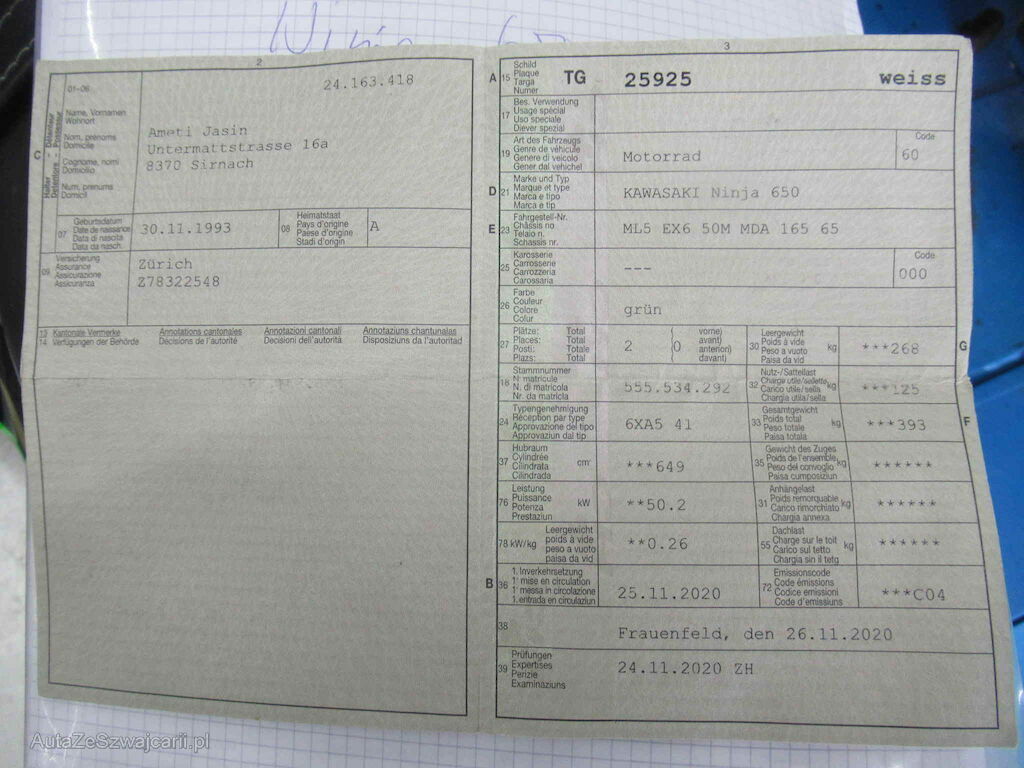 2
24.163.418
01-06
Name, Vornamen
Wohnort
Nom, prénoms
Domicile
Cognome, nomi
Domicilio
Num, prenums
Domicil
C
Halter Détenteur
Detentore Possessur
Ameti Jasin
Untermattstrasse 16a
8370 Sirnach
07
Geburtsdatum
Date de naissance
Data di nascita
Data da nasch.
30.11.1993
08
Heimatstaat
Pays d'origine
Paese d'origine
Stadi d'origin
A
09
Versicherung
Assurance
Assicurazione
Assicuranza
Zürich
Z78322548
13 Kantonale Vermerke Annotations cantonales Annotazioni cantonali Annotaziuns chantunalas
14 Verfügungen der Behörde Décisions de l'autorité Decisioni dell'autorità Disposiziuns da l'autoritad
3
A 15
Schild
Plaque
Targa
Numer
TG 25925 weiss
17
Bes. Verwendung
Usage spécial
Uso speciale
Diever spezial
19
Art des Fahrzeugs
Genre de véhicule
Genere di veicolo
Gener dal vehichel
Motorrad
Code
60
D 21
Marke und Typ
Marque et type
Marca e tipo
Marca e tip
KAWASAKI Ninja 650
E 23
Fahrgestell-Nr.
Châssis no
Telaio n.
Schassis nr.
ML5 EX6 50M MDA 165 65
25
Karosserie
Carrosserie
Carrozzeria
Carossaria
---
Code
000
26
Farbe
Couleur
Colore
Colur
grün
27
Plätze: Total
Places: Total
Posti: Totale
Plazs: Total
2
( 0
vorne)
avant)
anteriori)
davant)
30
Leergewicht
Poids à vide
Peso a vuoto
Paisa da vid
kg
***268
G
18
Stammnummer
N° matricule
N. di matricola
Nr. da matricla
555.534.292
32
Nutz-/Sattellast
Charge utile/sellette
Carico utile/sella
Chargia utila/sella
kg
***125
24
Typengenehmigung
Réception par type
Approvazione del tipo
Approvaziun dal tip
6XA5 41
33
Gesamtgewicht
Poids total
Peso totale
Paisa totala
kg
***393
F
37
Hubraum
Cylindrée
Cilindrata
Cilindrada
cm³
***649
35
Gewicht des Zuges
Poids de l'ensemble
Peso del convoglio
Paisa cumposiziun
kg
******
76
Leistung
Puissance
Potenza
Prestaziun
kW
**50.2
31
Anhängelast
Poids remorquable
Carico rimorchiato
Chargia annexa
kg
******
78 kW/kg
Leergewicht
poids à vide
peso a vuoto
paisa da vid
**0.26
55
Dachlast
Charge sur le toit
Carico sul tetto
Chargia sin il tetg
kg
******
B 36
1. Inverkehrsetzung
1re mise en circulation
1a messa in circolazione
1. entrada en circulaziun
25.11.2020
72
Emissionscode
Code émissions
Codice emissioni
Code d'emissiuns
***C04
38
Frauenfeld, den 26.11.2020
39
Prüfungen
Expertises
Perizie
Examinaziuns
24.11.2020 ZH
AutaZeSzwajcarii.pl